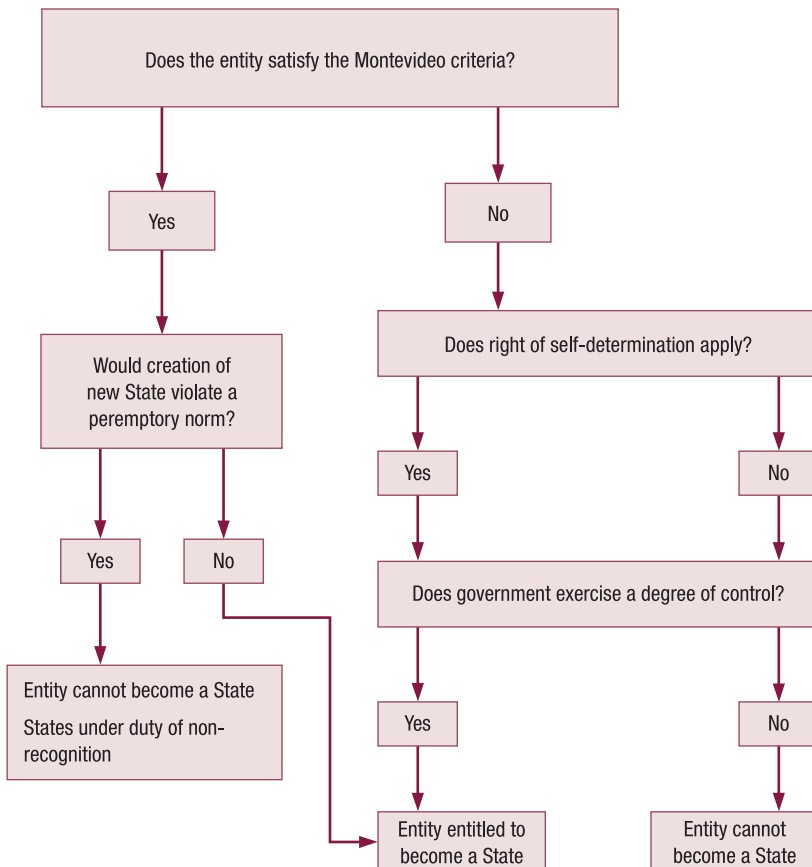 Does the entity satisfy the Montevideo criteria?
Yes
No
Would creation of
new State violate a
peremptory norm?
Does right of self-determination apply?
Yes
No
Yes
No
Does government exercise a degree of control?
Entity cannot become a State
States under duty of non-
recognition
Yes
No
Entity entitled to
become a State
Entity cannot
become a State